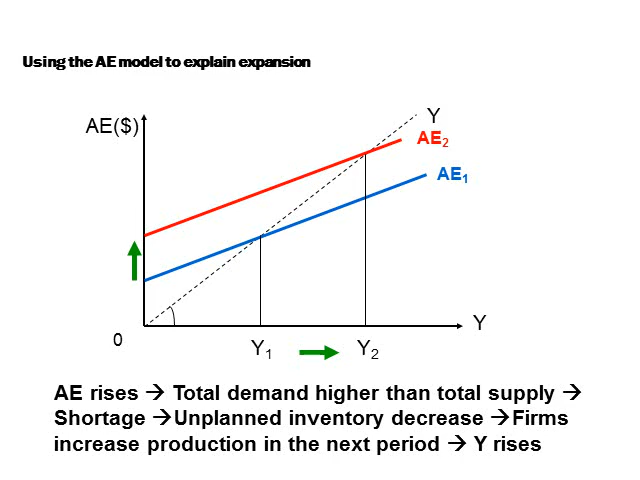 Using the AE model to explain expansion
AE($)
Y
AE₂
AE₁
Y
0
Y₁
Y₂
AE rises → Total demand higher than total supply →
Shortage →Unplanned inventory decrease →Firms
increase production in the next period → Y rises